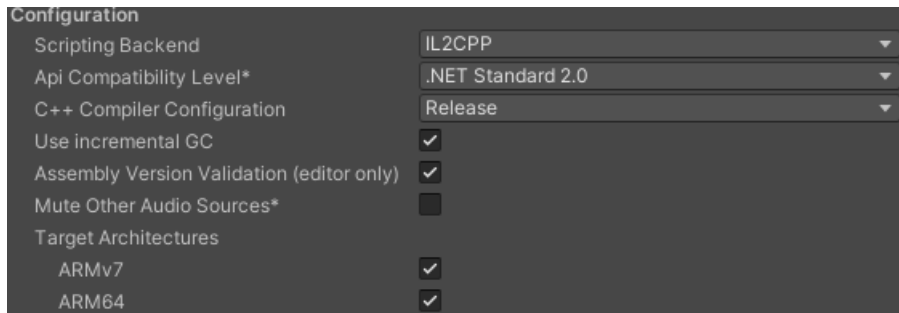 Configuration
Scripting Backend IL2CPP
Api Compatibility Level* .NET Standard 2.0
C++ Compiler Configuration Release
Use incremental GC
Assembly Version Validation (editor only)
Mute Other Audio Sources*
Target Architectures
ARMv7
ARM64